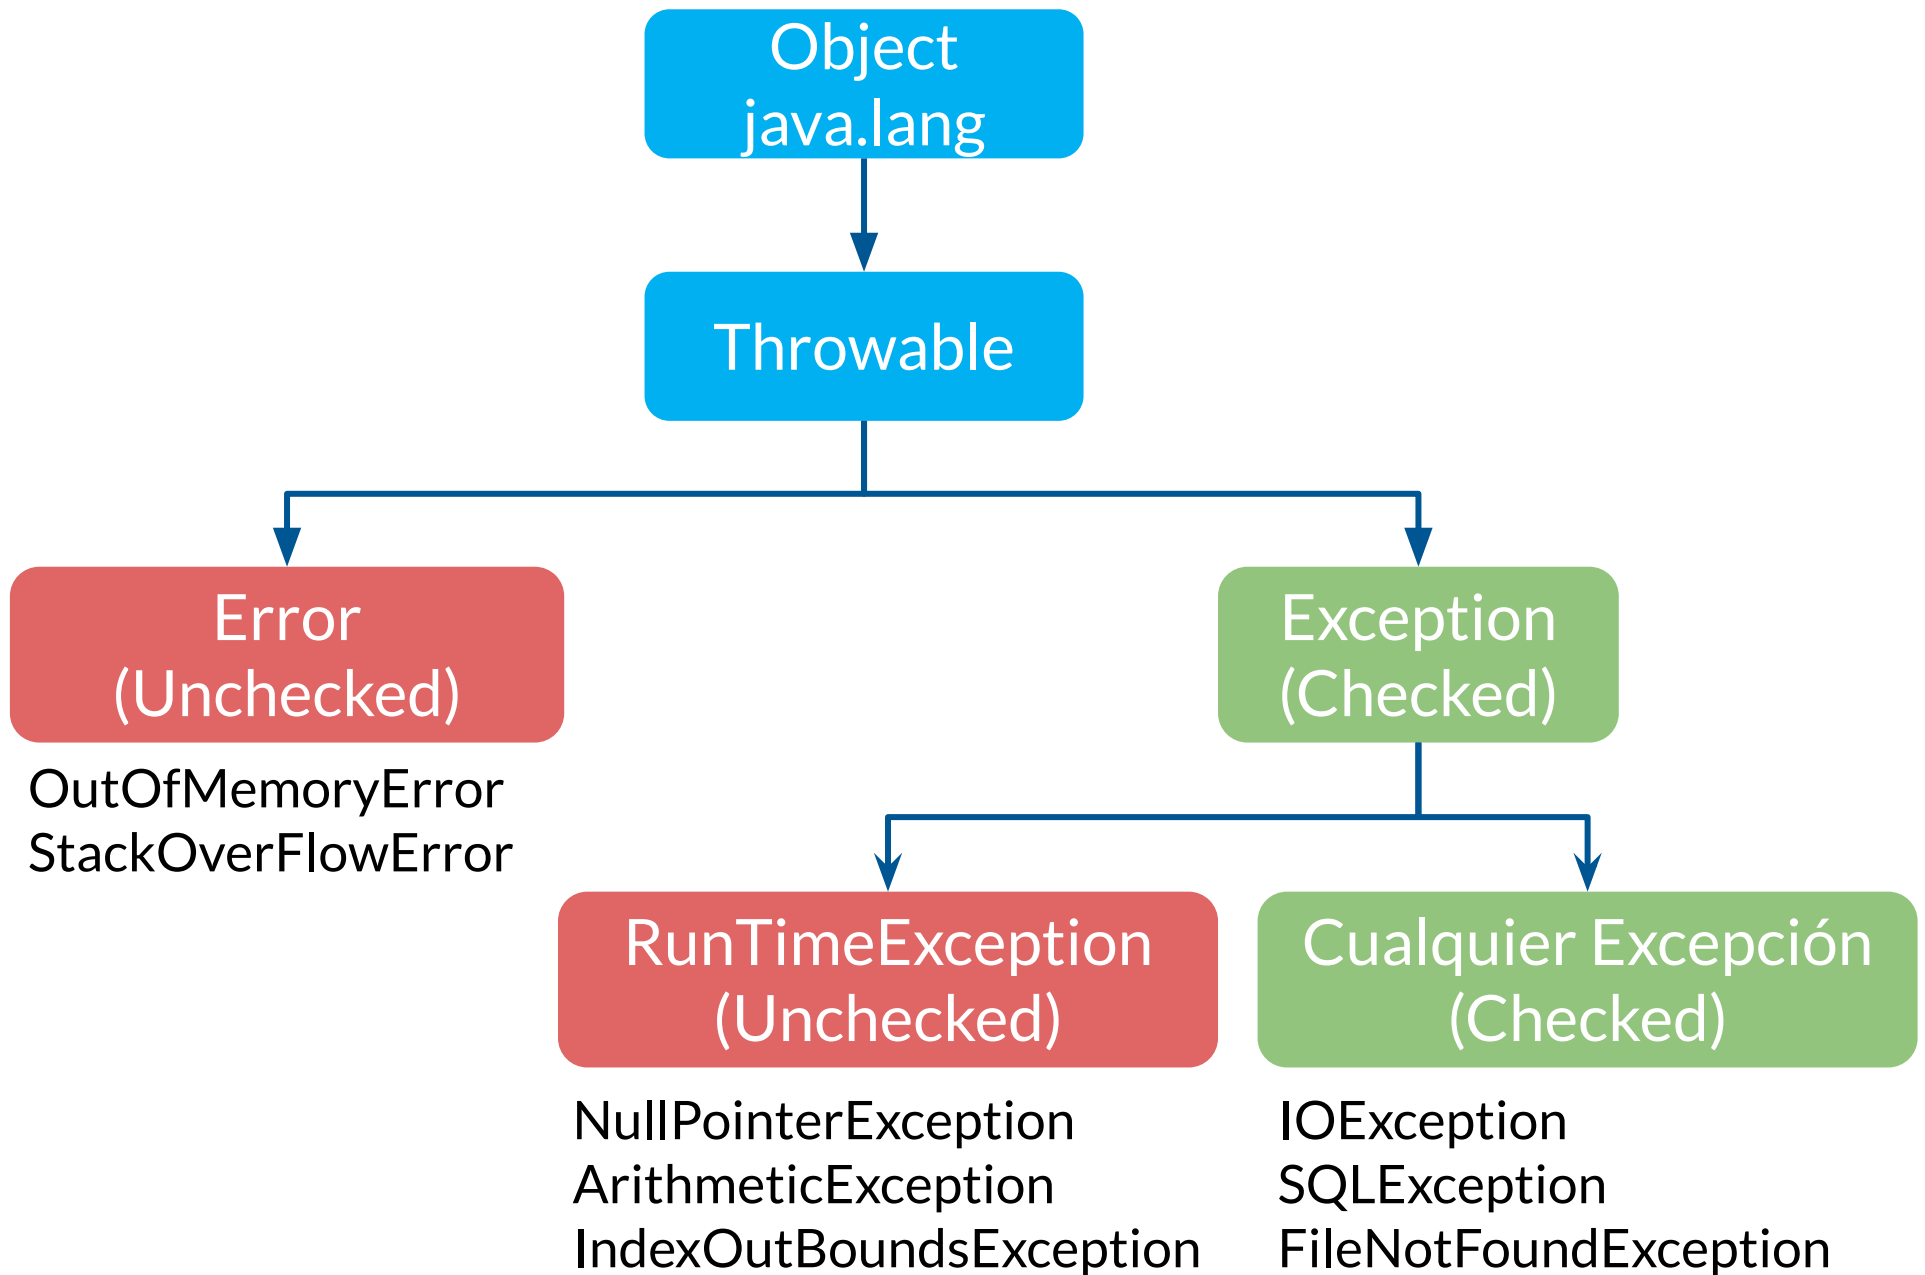 Object
java.lang
Throwable
Error
(Unchecked)
Exception
(Checked)
OutOfMemoryError
StackOverFlowError
RunTimeException
(Unchecked)
Cualquier Excepción
(Checked)
NullPointerException
ArithmeticException
IndexOutBoundsException
IOException
SQLException
FileNotFoundException